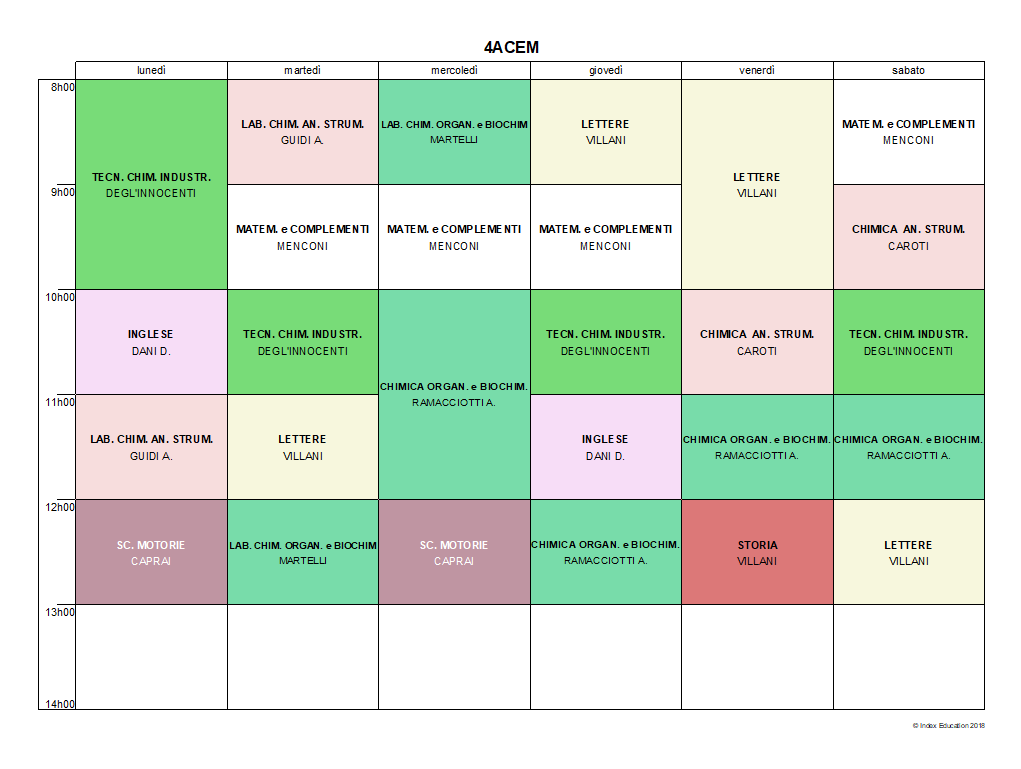 4ACEM
lunedì martedì mercoledì giovedì venerdì sabato
8h00
LAB. CHIM. AN. STRUM. LAB. CHIM. ORGAN. e BIOCHIM LETTERE MATEM. e COMPLEMENTI
GUIDI A. MARTELLI VILLANI MENCONI
TECN. CHIM. INDUSTR. LETTERE
9h00 DEGL'INNOCENTI VILLANI
MATEM. e COMPLEMENTI MATEM. e COMPLEMENTI MATEM. e COMPLEMENTI CHIMICA AN. STRUM.
MENCONI MENCONI MENCONI CAROTI
10h00
INGLESE TECN. CHIM. INDUSTR. TECN. CHIM. INDUSTR. CHIMICA AN. STRUM. TECN. CHIM. INDUSTR.
DANI D. DEGL'INNOCENTI DEGL'INNOCENTI CAROTI DEGL'INNOCENTI
CHIMICA ORGAN. e BIOCHIM.
11h00 RAMACCIOTTI A.
LAB. CHIM. AN. STRUM. LETTERE INGLESE CHIMICA ORGAN. e BIOCHIM. CHIMICA ORGAN. e BIOCHIM.
GUIDI A. VILLANI DANI D. RAMACCIOTTI A. RAMACCIOTTI A.
12h00
SC. MOTORIE LAB. CHIM. ORGAN. e BIOCHIM SC. MOTORIE CHIMICA ORGAN. e BIOCHIM. STORIA LETTERE
CAPRAI MARTELLI CAPRAI RAMACCIOTTI A. VILLANI VILLANI
13h00
14h00
© Index Education 2018